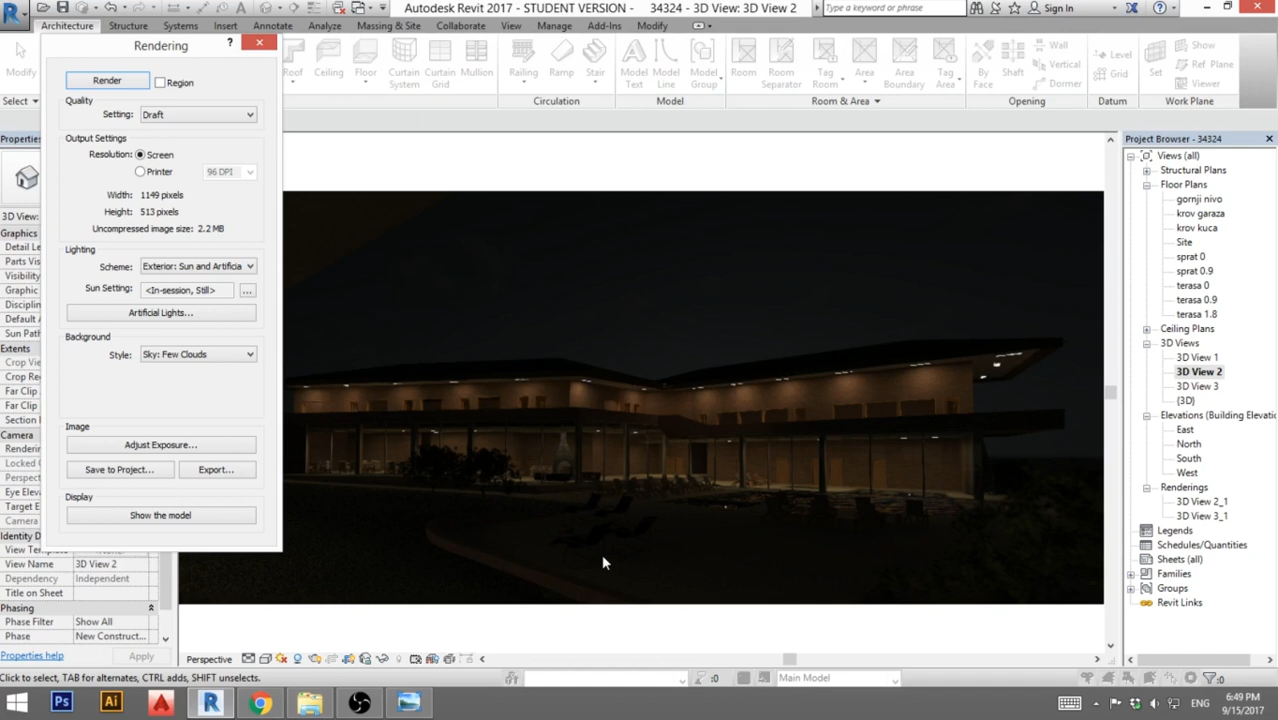 Autodesk Revit 2017 - STUDENT VERSION - 34324 - 3D View: 3D View 2
Type a keyword or phrase
Sign In
Architecture Structure Systems Insert Annotate Analyze Massing & Site Collaborate View Manage Add-Ins Modify
Rendering
Modify
Roof Ceiling Floor Curtain System Curtain Grid Mullion
Railing Ramp Stair
Model Text Model Line Model Group
Room Room Separator Tag Room Area Area Boundary Tag Area
By Face Shaft Wall Vertical Dormer
Level Grid
Set Show Ref Plane Viewer
Select Circulation Model Room & Area Opening Datum Work Plane
Render Region
Quality
Setting: Draft
Output Settings
Resolution: Screen
Printer 96 DPI
Width: 1149 pixels
Height: 513 pixels
Uncompressed image size: 2.2 MB
Lighting
Scheme: Exterior: Sun and Artificia
Sun Setting: <In-session, Still> ...
Artificial Lights...
Background
Style: Sky: Few Clouds
Image
Adjust Exposure...
Save to Project... Export...
Display
Show the model
Properties
3D View:
Graphics
Detail Le
Parts Vis
Visibility
Graphic
Disciplin
Default A
Sun Path
Extents
Crop Vie
Crop Reg
Far Clip
Far Clip
Section
Camera
Rendering
Locked O
Perspect
Eye Eleva
Target E
Camera
Identity D
View Template
View Name 3D View 2
Dependency Independent
Title on Sheet
Phasing
Phase Filter Show All
Phase New Construct...
Properties help Apply
Project Browser - 34324
Views (all)
Structural Plans
Floor Plans
gornji nivo
krov garaza
krov kuca
Site
sprat 0
sprat 0.9
terasa 0
terasa 0.9
terasa 1.8
Ceiling Plans
3D Views
3D View 1
3D View 2
3D View 3
{3D}
Elevations (Building Elevatio
East
North
South
West
Renderings
3D View 2_1
3D View 3_1
Legends
Schedules/Quantities
Sheets (all)
Families
Groups
Revit Links
Perspective
Click to select, TAB for alternates, CTRL adds, SHIFT unselects.
:0
Main Model
:0
Ps Ai A R
ENG
6:49 PM
9/15/2017